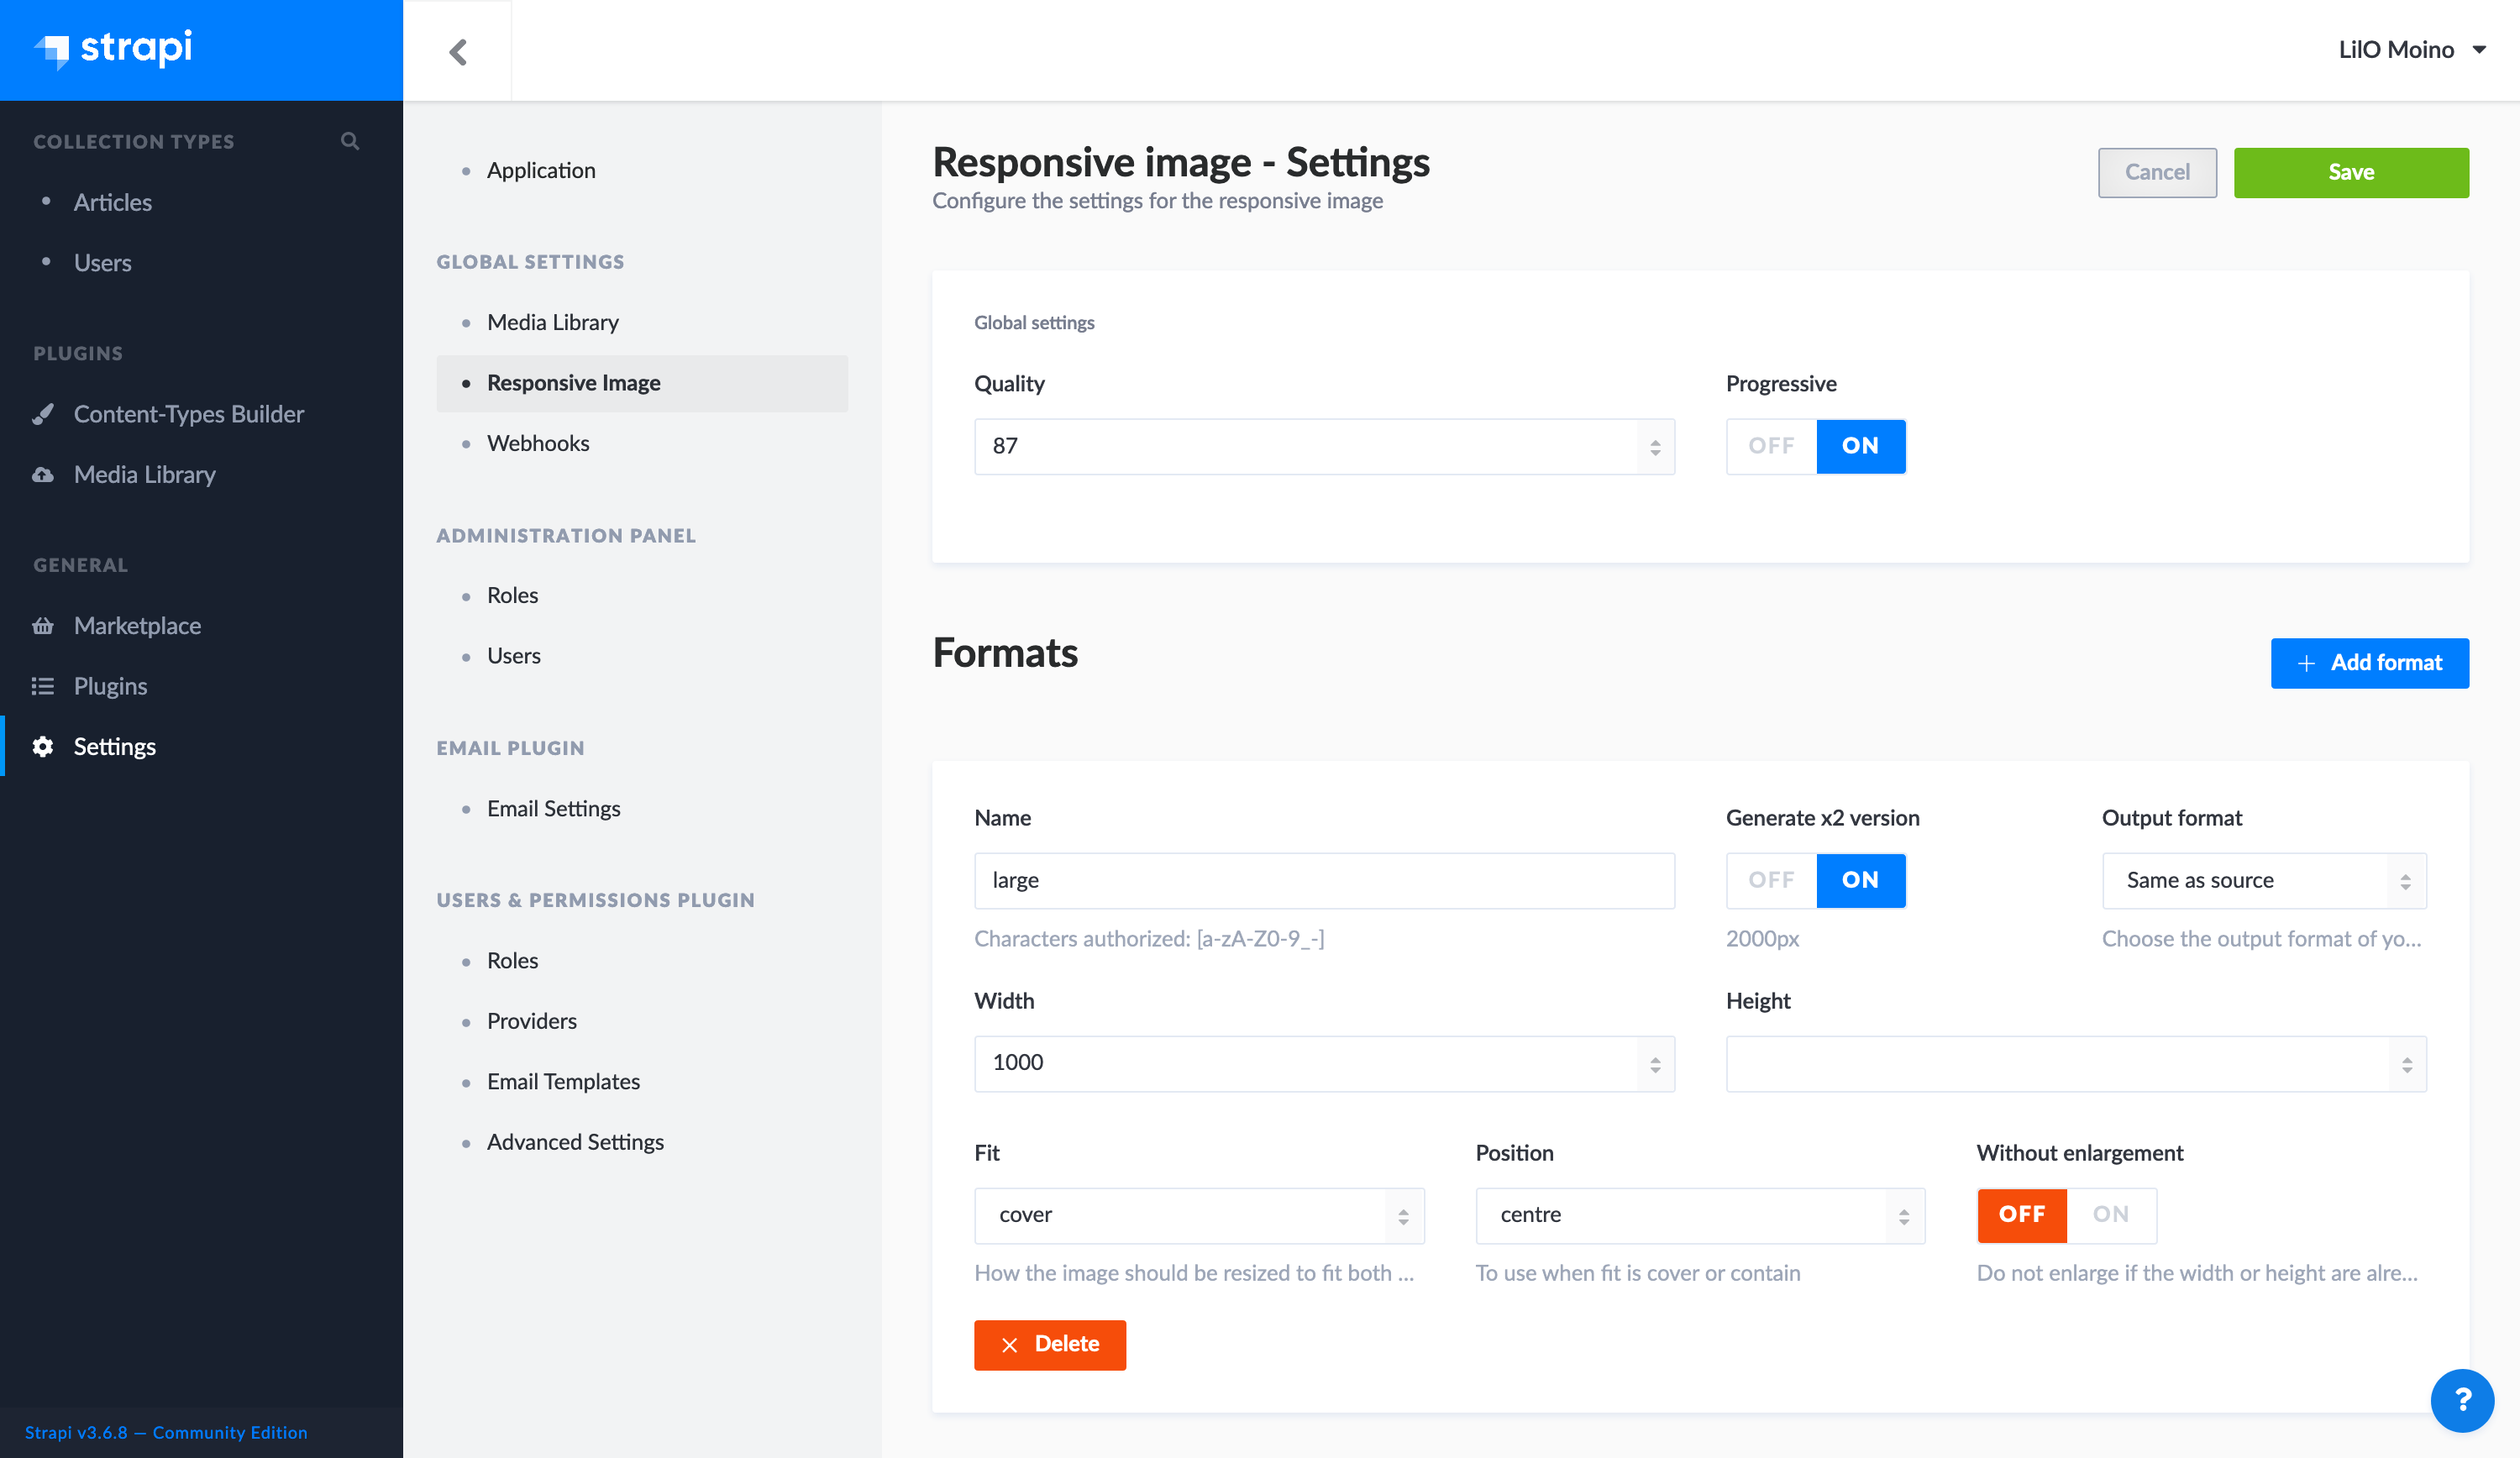 strapi
LilO Moino
COLLECTION TYPES
Articles
Users
PLUGINS
Content-Types Builder
Media Library
GENERAL
Marketplace
Plugins
Settings
Strapi v3.6.8 — Community Edition
Application
GLOBAL SETTINGS
Media Library
Responsive Image
Webhooks
ADMINISTRATION PANEL
Roles
Users
EMAIL PLUGIN
Email Settings
USERS & PERMISSIONS PLUGIN
Roles
Providers
Email Templates
Advanced Settings
Responsive image - Settings
Configure the settings for the responsive image
Cancel
Save
Global settings
Quality
Progressive
87
OFF ON
Formats
Add format
Name
Generate x2 version
Output format
large
OFF ON
Same as source
Characters authorized: [a-zA-Z0-9_-]
2000px
Choose the output format of yo...
Width
Height
1000
Fit
Position
Without enlargement
cover
centre
OFF ON
How the image should be resized to fit both ...
To use when fit is cover or contain
Do not enlarge if the width or height are alre...
Delete
?